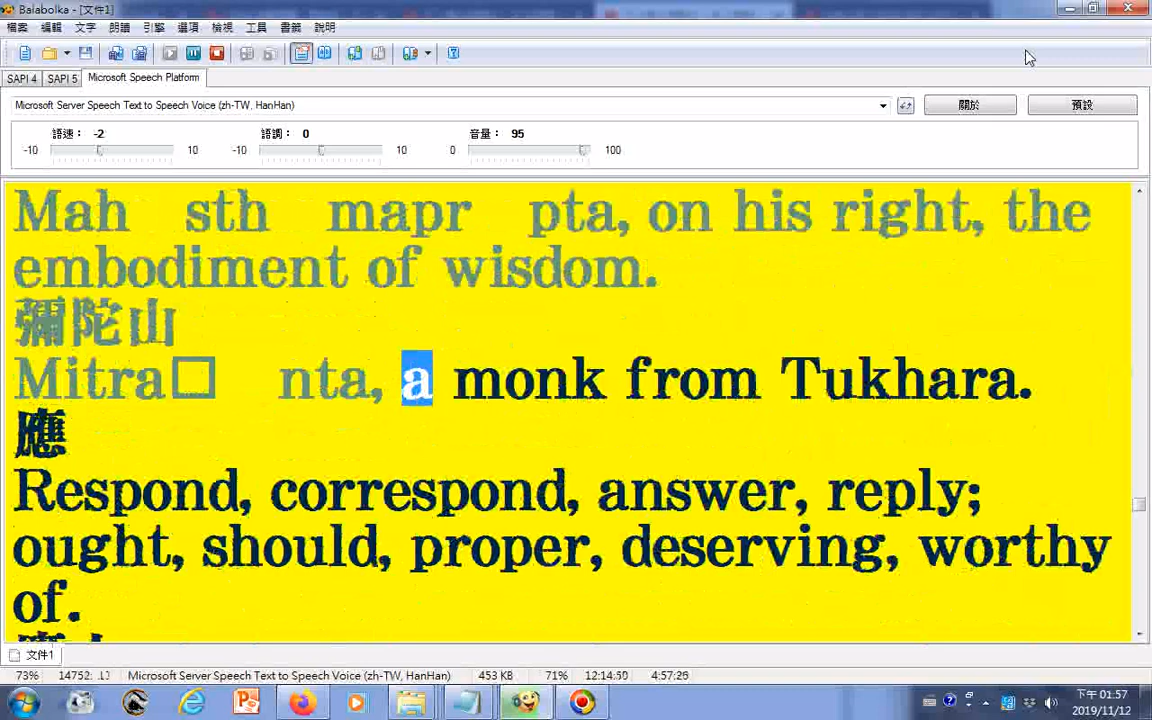 Balabolka - [文件1]
檔案 編輯 文字 朗讀 引擎 選項 檢視 工具 書籤 說明
SAPI 4 SAPI 5 Microsoft Speech Platform
Microsoft Server Speech Text to Speech Voice (zh-TW, HanHan) 關於 預設
語速： -2 語調： 0 音量： 95
-10 10 -10 10 0 100
Mah sth mapr pta, on his right, the
embodiment of wisdom.
彌陀山
Mitra□ nta, a monk from Tukhara.
應
Respond, correspond, answer, reply;
ought, should, proper, deserving, worthy
of.
文件1
73% Microsoft Server Speech Text to Speech Voice (zh-TW, HanHan) 453 KB 71% 12:14:50 4:57:26
下午 01:57
2019/11/12